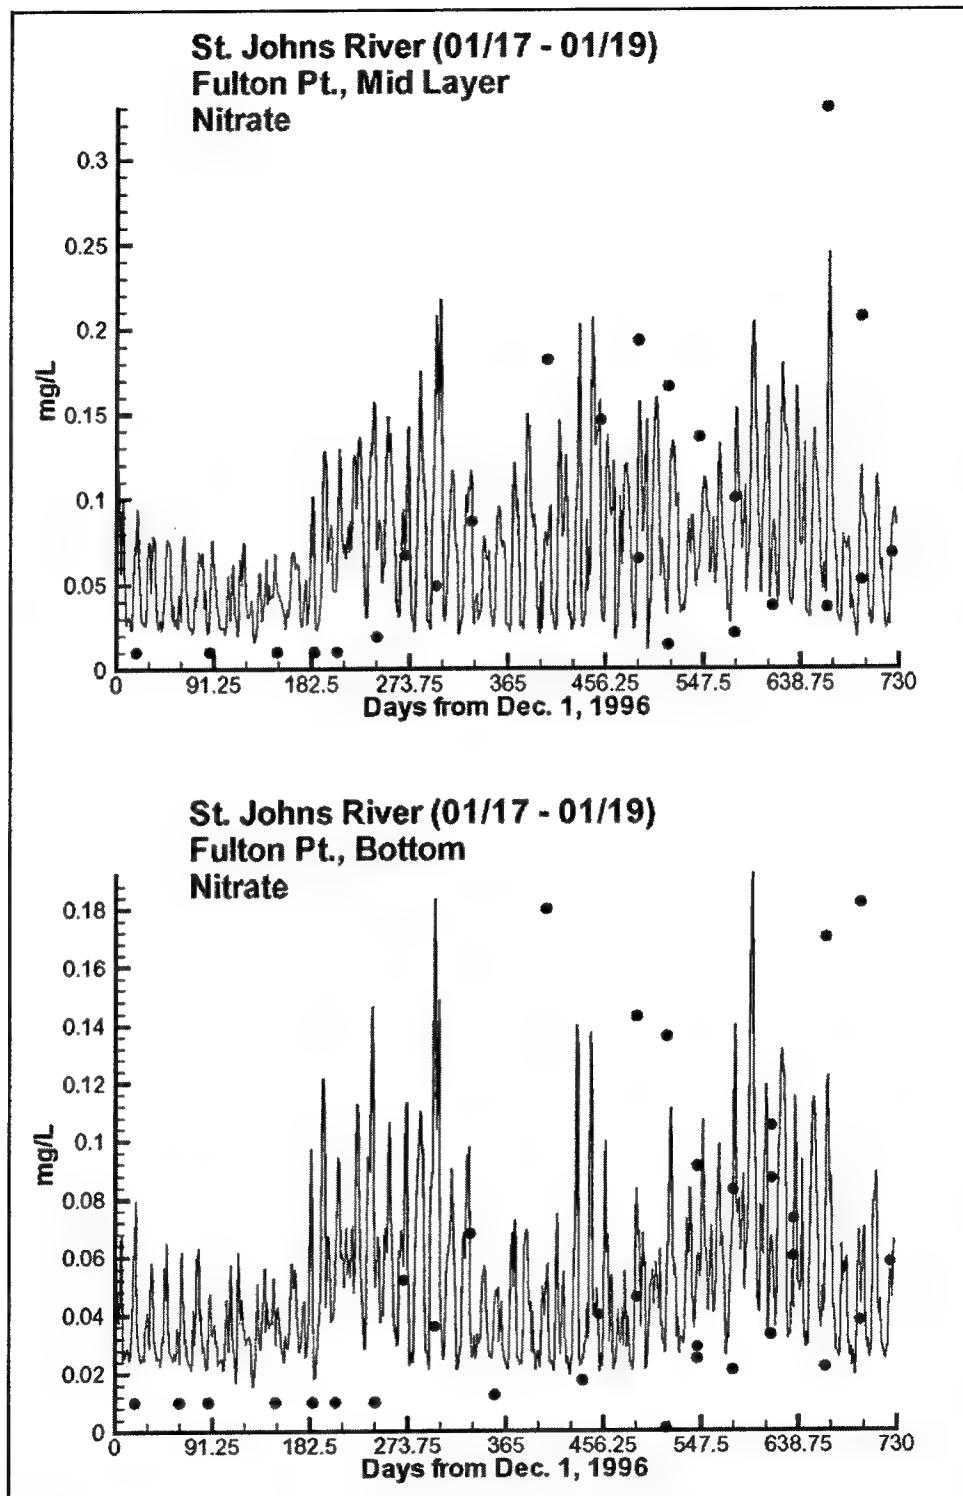 St. Johns River (01/17 - 01/19)
Fulton Pt., Mid Layer
Nitrate
0.3
0.25
0.2
0.15
0.1
0.05
0
mg/L
0 91.25 182.5 273.75 365 456.25 547.5 638.75 730
Days from Dec. 1, 1996
St. Johns River (01/17 - 01/19)
Fulton Pt., Bottom
Nitrate
0.18
0.16
0.14
0.12
0.1
0.08
0.06
0.04
0.02
0
mg/L
0 91.25 182.5 273.75 365 456.25 547.5 638.75 730
Days from Dec. 1, 1996